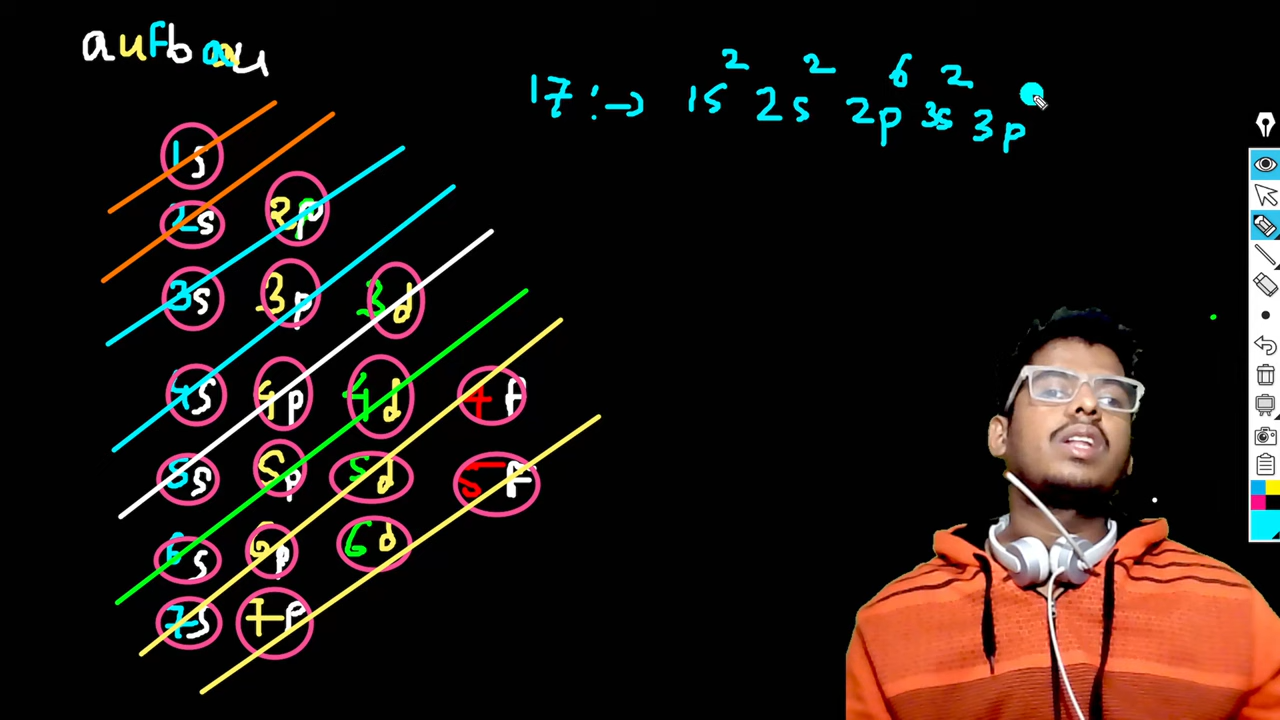 aufbau
17 :→ 1s² 2s² 2p⁶ 3s² 3p
1s
2s 2p
3s 3p 3d
4s 4p 4d 4f
5s 5p 5d 5f
6s 6p 6d
7s 7p